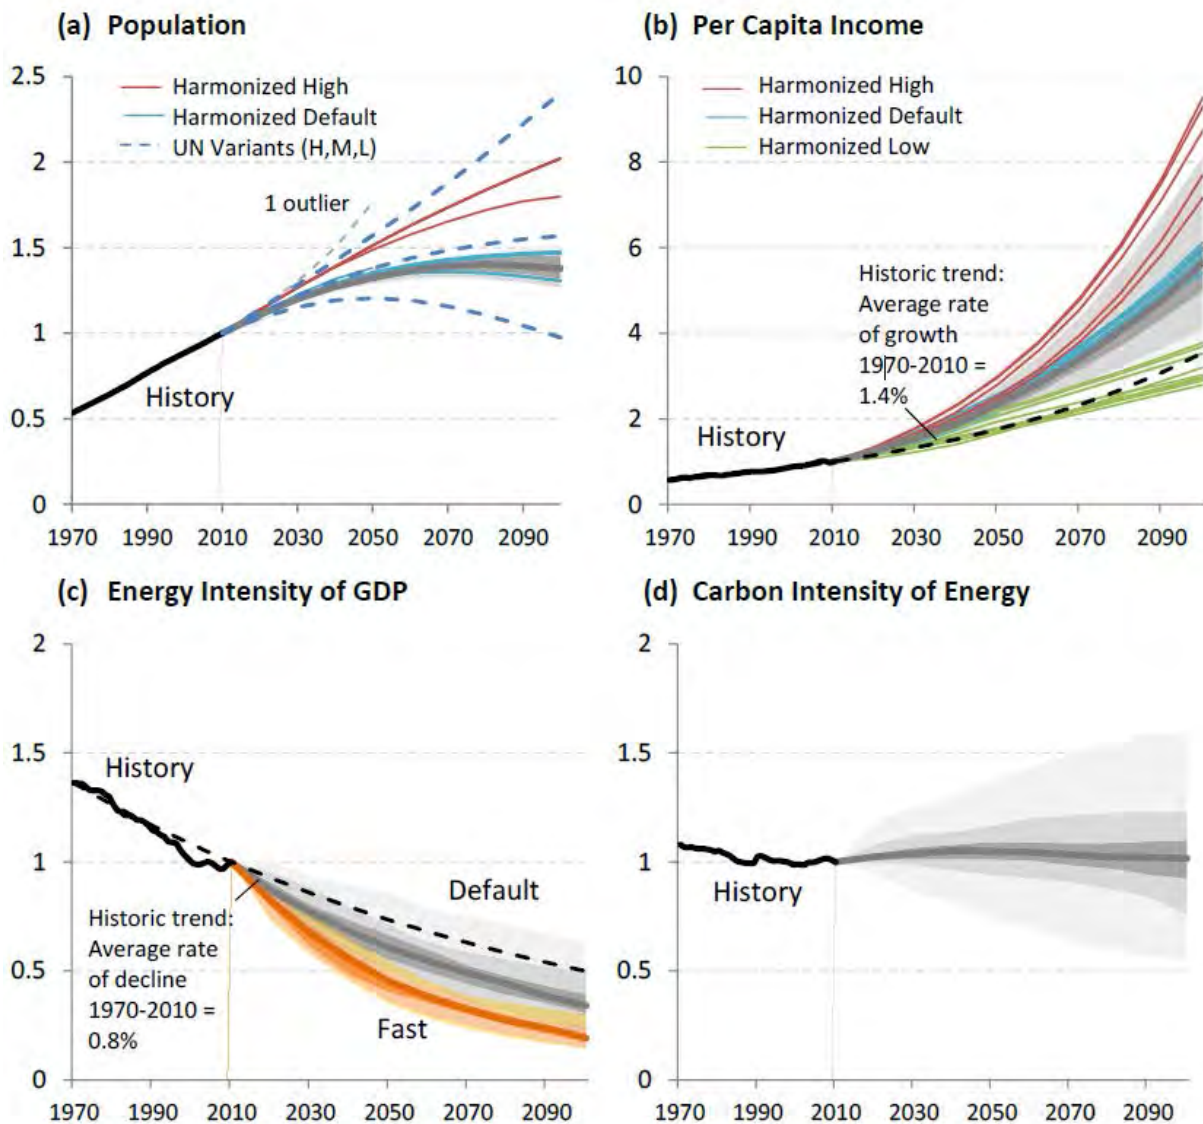 (a) Population
2.5
2
1.5
1
0.5
0
Harmonized High
Harmonized Default
UN Variants (H,M,L)
1 outlier
History
1970 1990 2010 2030 2050 2070 2090
(b) Per Capita Income
10
8
6
4
2
0
Harmonized High
Harmonized Default
Harmonized Low
Historic trend:
Average rate
of growth
1970-2010 =
1.4%
History
1970 1990 2010 2030 2050 2070 2090
(c) Energy Intensity of GDP
2
1.5
1
0.5
0
History
Default
Historic trend:
Average rate
of decline
1970-2010 =
0.8%
Fast
1970 1990 2010 2030 2050 2070 2090
(d) Carbon Intensity of Energy
2
1.5
1
0.5
0
History
1970 1990 2010 2030 2050 2070 2090